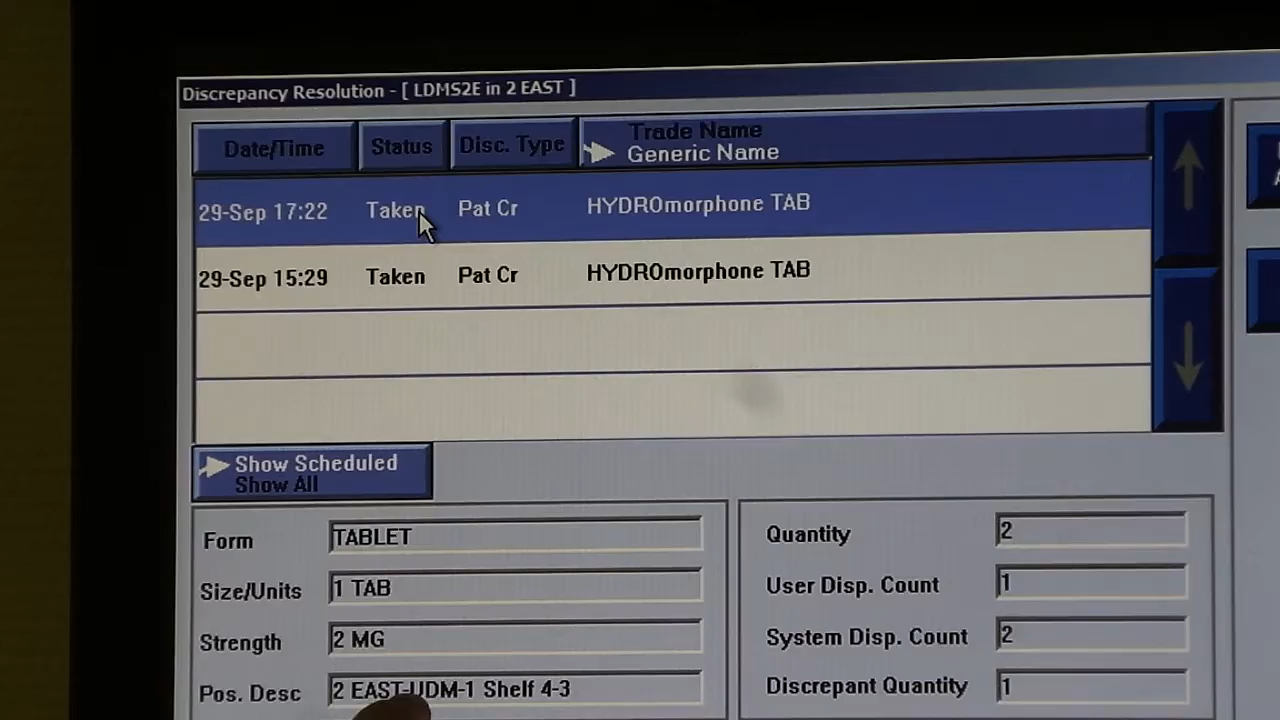 Discrepancy Resolution - [ LDMS2E in 2 EAST ]
Date/Time Status Disc. Type Trade Name
Generic Name
29-Sep 17:22 Taken Pat Cr HYDROmorphone TAB
29-Sep 15:29 Taken Pat Cr HYDROmorphone TAB
Show Scheduled
Show All
Form TABLET
Size/Units 1 TAB
Strength 2 MG
Pos. Desc 2 EAST-UDM-1 Shelf 4-3
Quantity 2
User Disp. Count 1
System Disp. Count 2
Discrepant Quantity 1